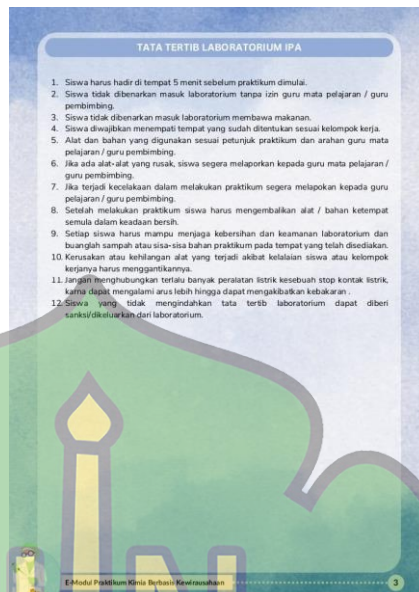 TATA TERTIB LABORATORIUM IPA
1. Siswa harus hadir di tempat 5 menit sebelum praktikum dimulai.
2. Siswa tidak dibenarkan masuk laboratorium tanpa izin guru mata pelajaran / guru
pembimbing.
3. Siswa tidak dibenarkan masuk laboratorium membawa makanan.
4. Siswa diwajibkan menempati tempat yang sudah ditentukan sesuai kelompok kerja.
5. Alat dan bahan yang digunakan sesuai petunjuk praktikum dan arahan guru mata
pelajaran / guru pembimbing.
6. Jika ada alat-alat yang rusak, siswa segera melaporkan kepada guru mata pelajaran /
guru pembimbing.
7. Jika terjadi kecelakaan dalam melakukan praktikum segera melapokan kepada guru
pelajaran / guru pembimbing.
8. Setelah melakukan praktikum siswa harus mengembalikan alat / bahan ketempat
semula dalam keadaan bersih.
9. Setiap siswa harus mampu menjaga kebersihan dan keamanan laboratorium dan
buanglah sampah atau sisa-sisa bahan praktikum pada tempat yang telah disediakan.
10. Kerusakan atau kehilangan alat yang terjadi akibat kelalaian siswa atau kelompok
kerjanya harus menggantikannya.
11. Jangan menghubungkan terlalu banyak peralatan listrik kesebuah stop kontak listrik,
karna dapat mengalami arus lebih hingga dapat mengakibatkan kebakaran .
12. Siswa yang tidak mengindahkan tata tertib laboratorium dapat diberi
sanksi/dikeluarkan dari laboratorium.
E-Modul Praktikum Kimia Berbasis Kewirausahaan 3